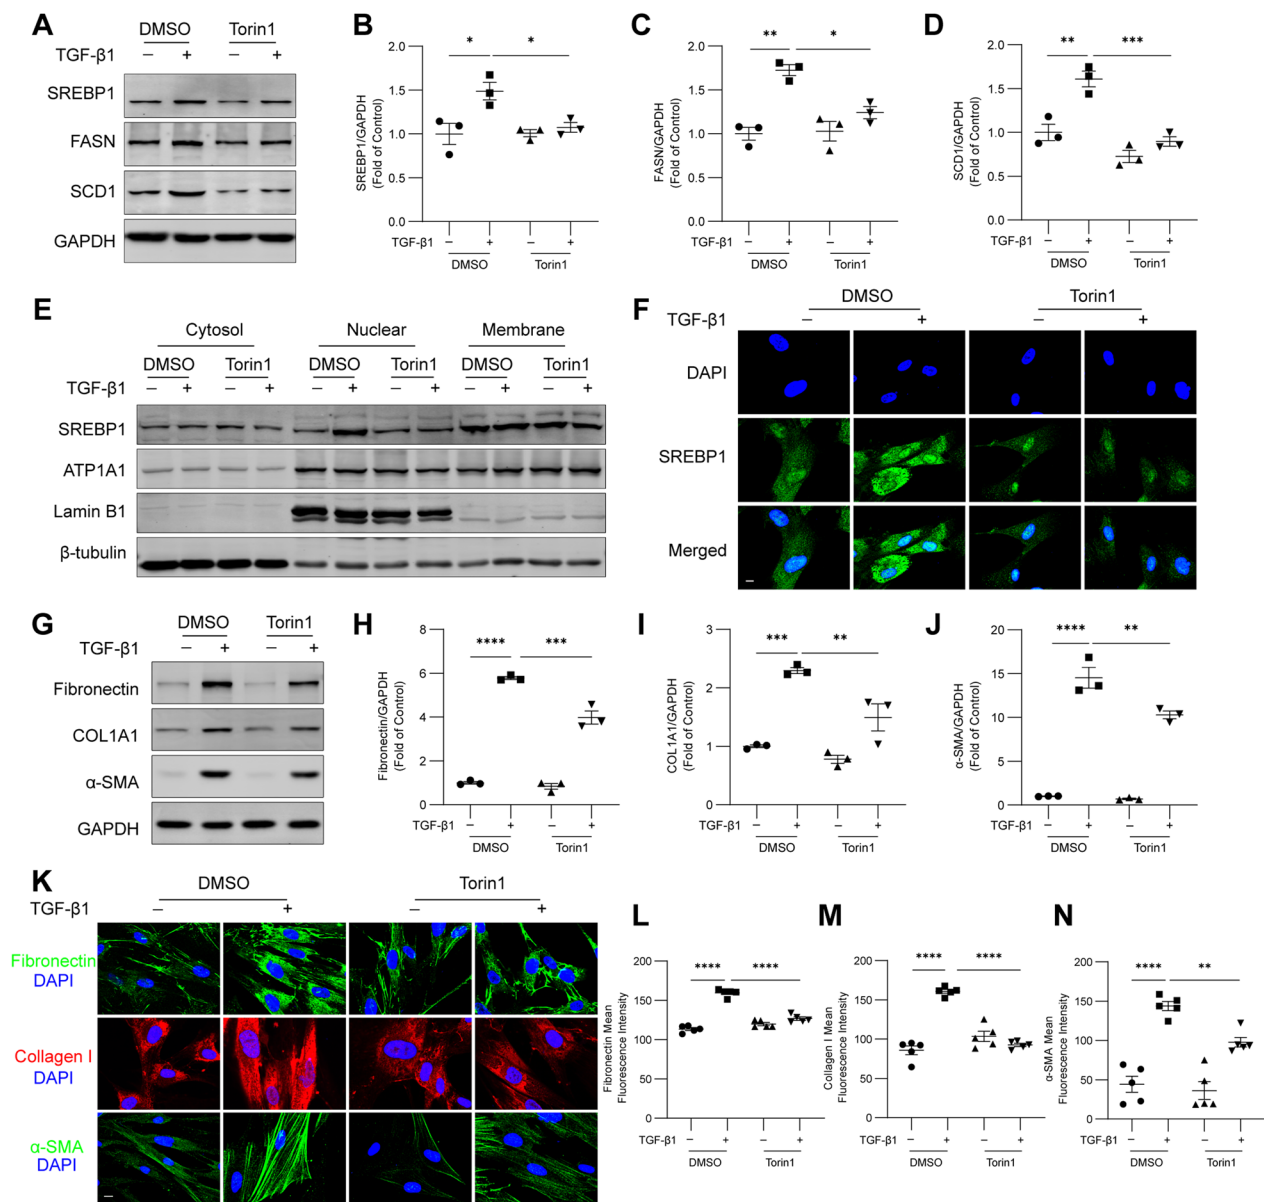 A
DMSO Torin1
TGF-β1 – + – +
SREBP1
FASN
SCD1
GAPDH
B
SREBP1/GAPDH
(Fold of Control)
2.0
1.5
1.0
0.5
0.0
* *
TGF-β1 – + – +
DMSO Torin1
C
FASN/GAPDH
(Fold of Control)
2.0
1.5
1.0
0.5
0.0
** *
TGF-β1 – + – +
DMSO Torin1
D
SCD1/GAPDH
(Fold of Control)
2.0
1.5
1.0
0.5
0.0
** ***
TGF-β1 – + – +
DMSO Torin1
E
Cytosol Nuclear Membrane
DMSO Torin1 DMSO Torin1 DMSO Torin1
TGF-β1 – + – + – + – + – + – +
SREBP1
ATP1A1
Lamin B1
β-tubulin
F
DMSO Torin1
TGF-β1 – + – +
DAPI
SREBP1
Merged
G
DMSO Torin1
TGF-β1 – + – +
Fibronectin
COL1A1
α-SMA
GAPDH
H
Fibronectin/GAPDH
(Fold of Control)
8
6
4
2
0
**** ***
TGF-β1 – + – +
DMSO Torin1
I
COL1A1/GAPDH
(Fold of Control)
3
2
1
0
*** **
TGF-β1 – + – +
DMSO Torin1
J
α-SMA/GAPDH
(Fold of Control)
20
15
10
5
0
**** **
TGF-β1 – + – +
DMSO Torin1
K
DMSO Torin1
TGF-β1 – + – +
Fibronectin
DAPI
Collagen I
DAPI
α-SMA
DAPI
L
Fibronectin Mean
Fluorescence Intensity
200
150
100
50
0
**** ****
TGF-β1 – + – +
DMSO Torin1
M
Collagen I Mean
Fluorescence Intensity
200
150
100
50
0
**** ****
TGF-β1 – + – +
DMSO Torin1
N
α-SMA Mean
Fluorescence Intensity
200
150
100
50
0
**** **
TGF-β1 – + – +
DMSO Torin1